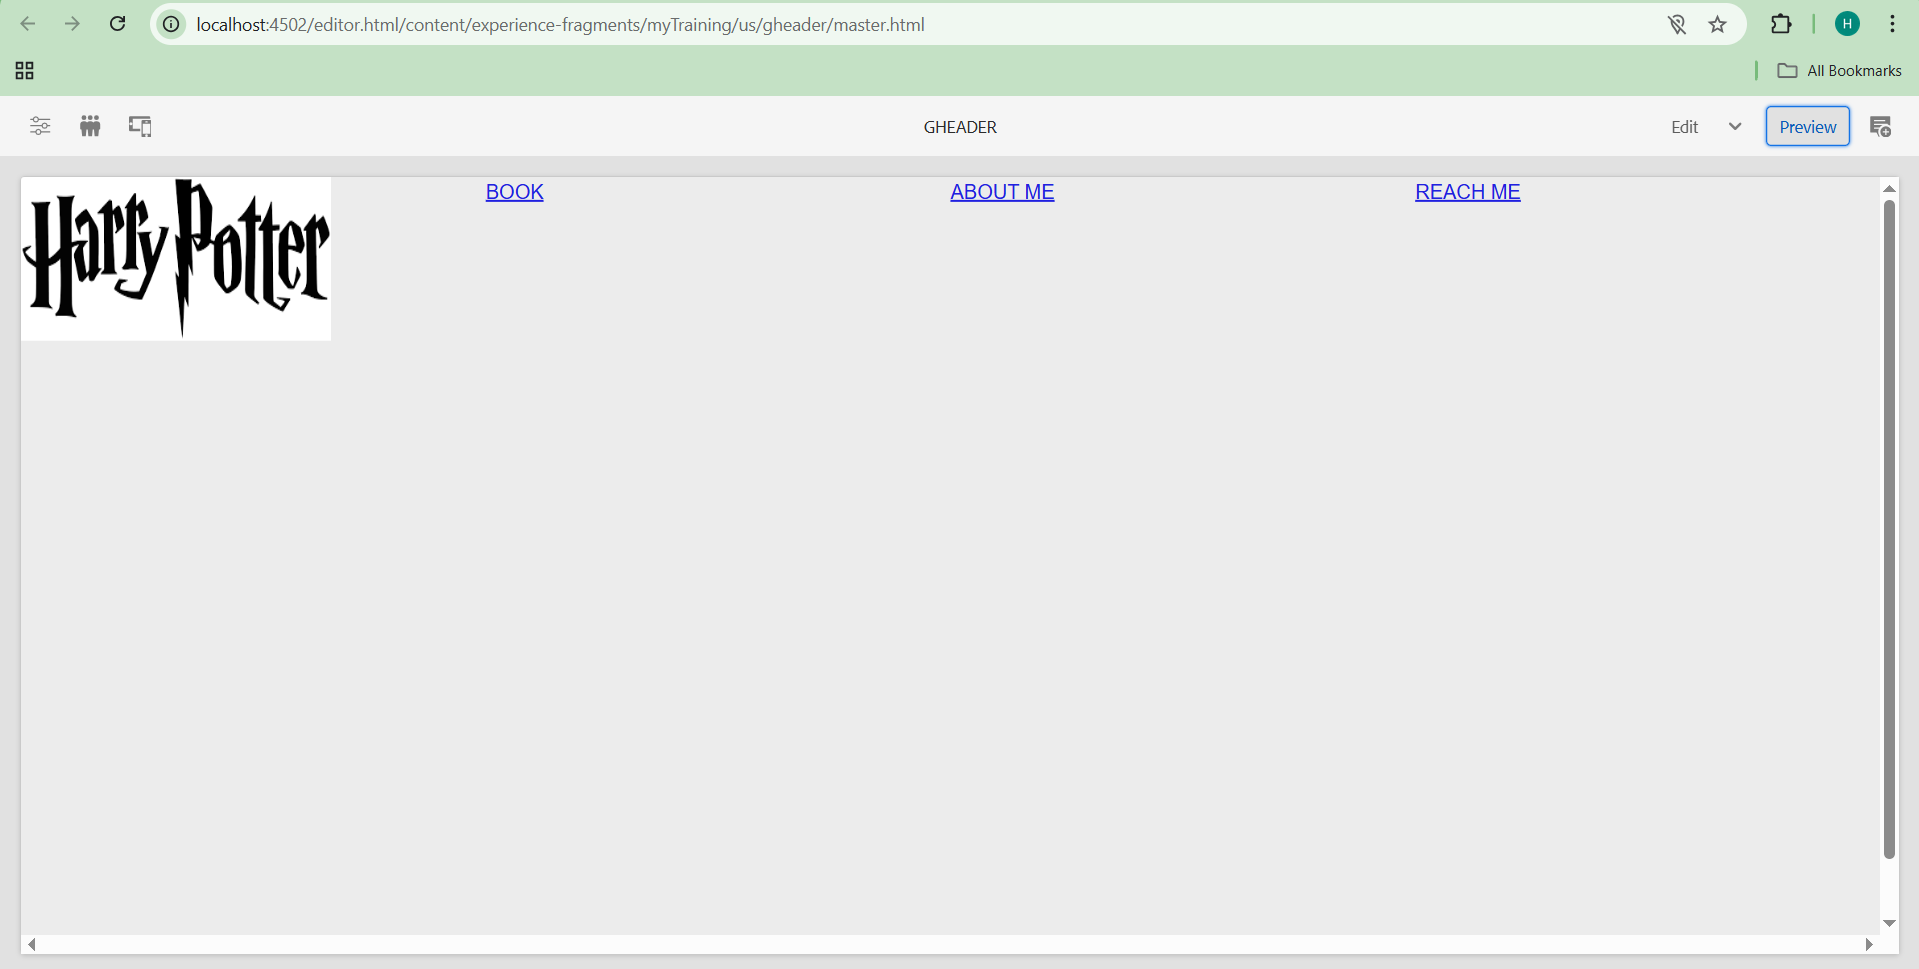 localhost:4502/editor.html/content/experience-fragments/myTraining/us/gheader/master.html
H
All Bookmarks
GHEADER
Edit
Preview
Harry Potter
BOOK
ABOUT ME
REACH ME